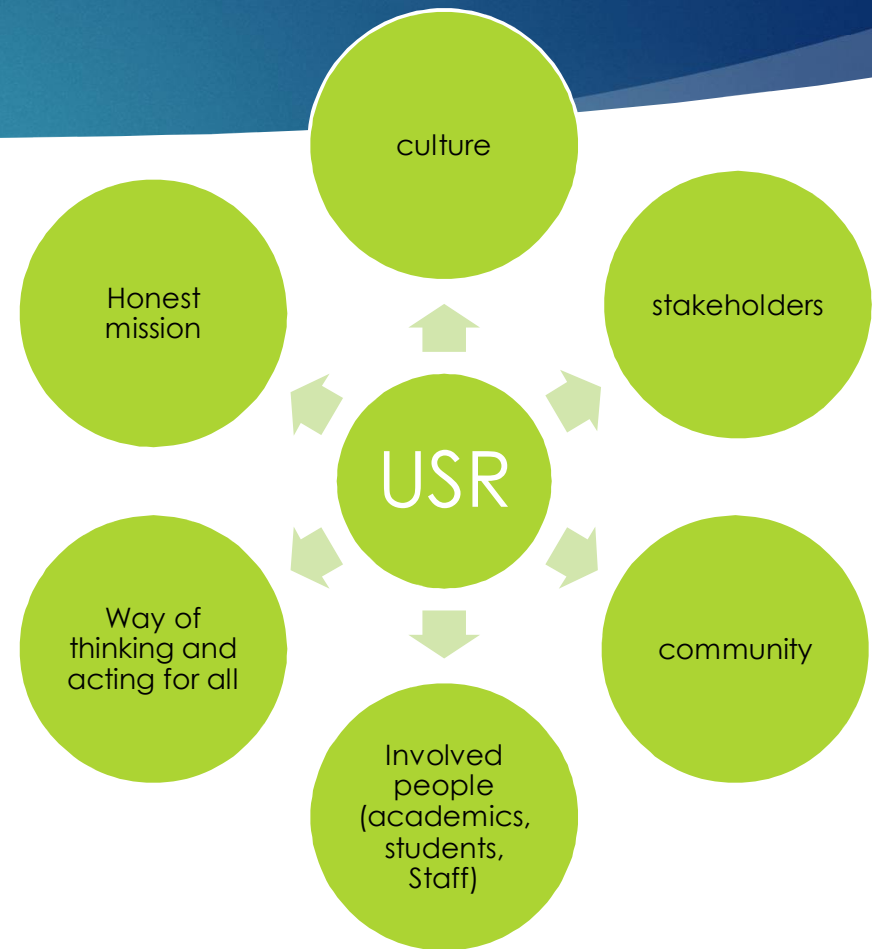 culture
stakeholders
community
Involved
people
(academics,
students,
Staff)
Way of
thinking and
acting for all
Honest
mission
USR